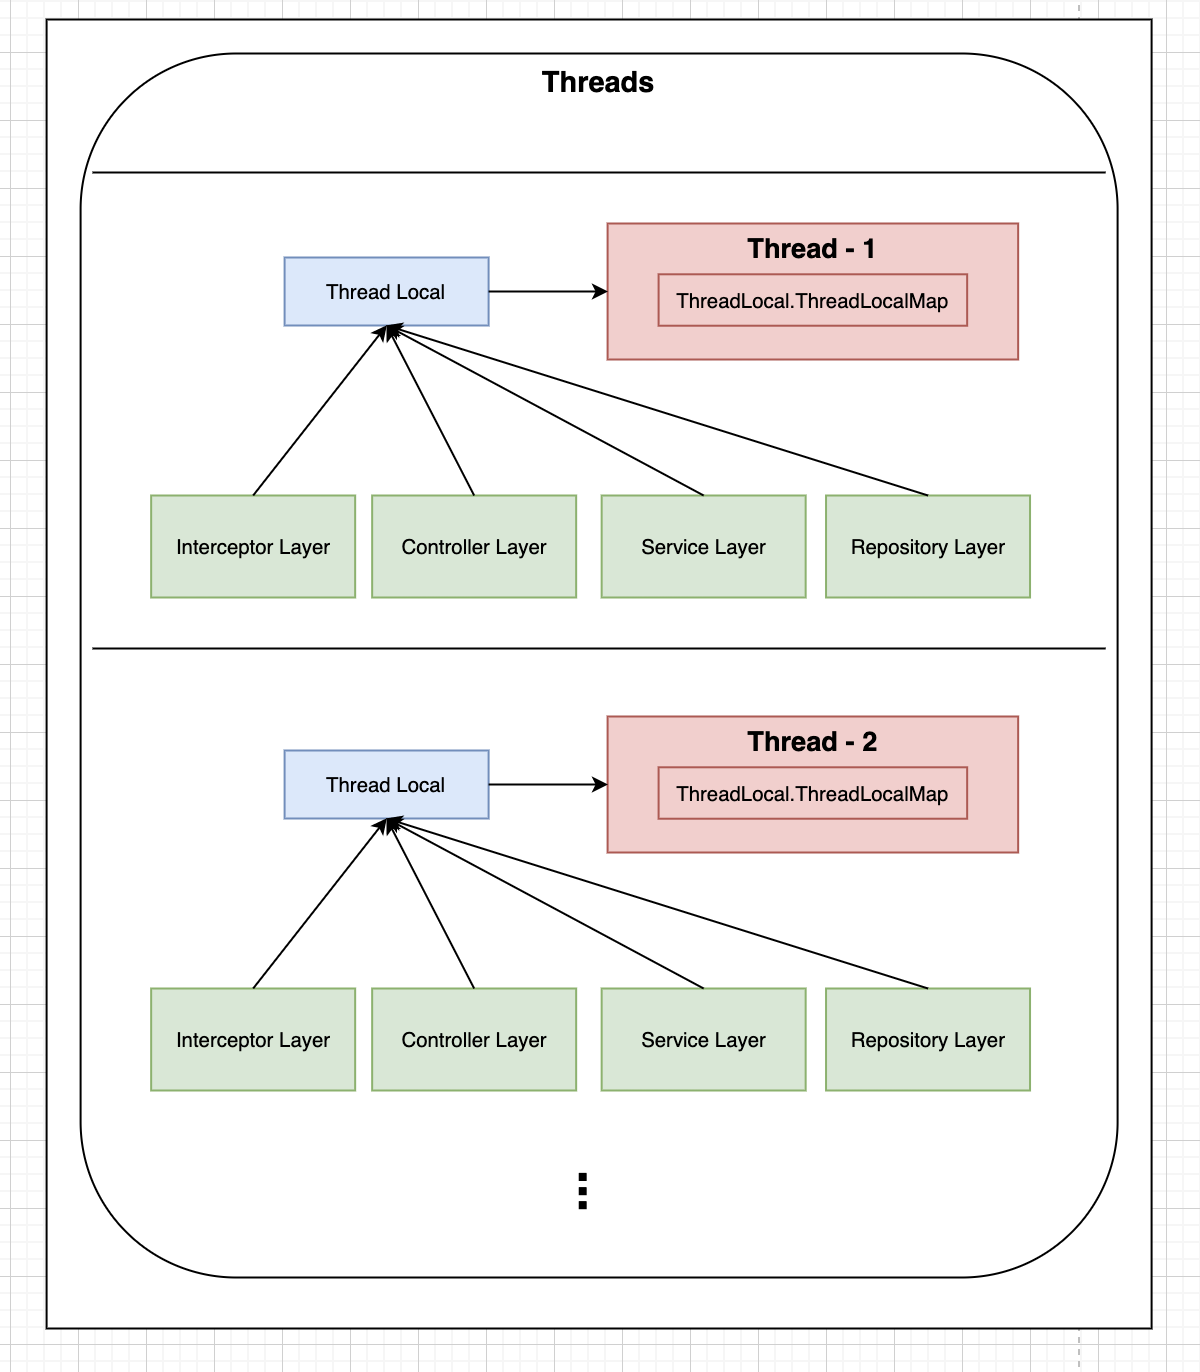 Threads
Thread - 1
Thread Local
ThreadLocal.ThreadLocalMap
Interceptor Layer
Controller Layer
Service Layer
Repository Layer
Thread - 2
Thread Local
ThreadLocal.ThreadLocalMap
Interceptor Layer
Controller Layer
Service Layer
Repository Layer